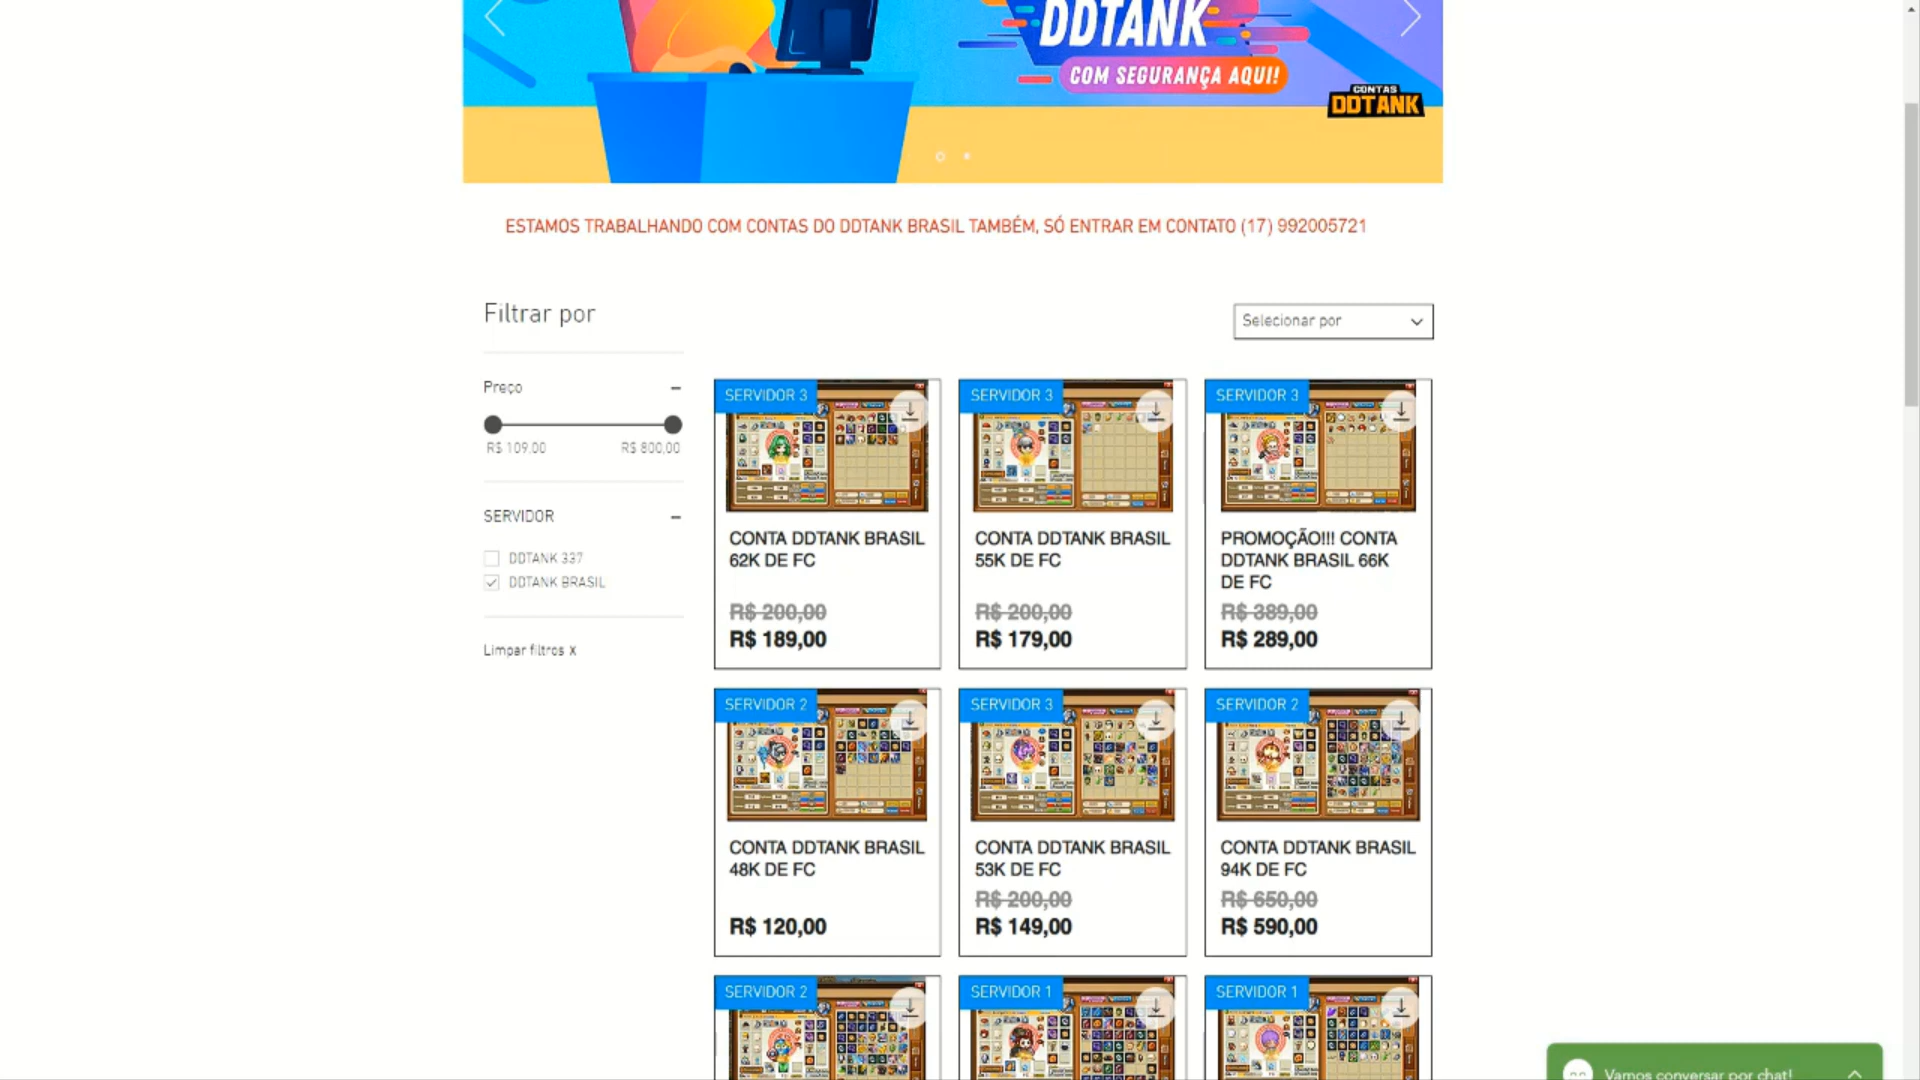 DDTANK
COM SEGURANÇA AQUI!
CONTAS
DDTANK
ESTAMOS TRABALHANDO COM CONTAS DO DDTANK BRASIL TAMBÉM, SÓ ENTRAR EM CONTATO (17) 992005721
Filtrar por
Selecionar por
Preço
R$ 109,00
R$ 800,00
SERVIDOR
DDTANK 337
DDTANK BRASIL
Limpar filtros X
SERVIDOR 3
SERVIDOR 3
SERVIDOR 3
CONTA DDTANK BRASIL
62K DE FC
R$ 200,00
R$ 189,00
CONTA DDTANK BRASIL
55K DE FC
R$ 200,00
R$ 179,00
PROMOÇÃO!!! CONTA
DDTANK BRASIL 66K
DE FC
R$ 389,00
R$ 289,00
SERVIDOR 2
SERVIDOR 3
SERVIDOR 2
CONTA DDTANK BRASIL
48K DE FC
R$ 120,00
CONTA DDTANK BRASIL
53K DE FC
R$ 200,00
R$ 149,00
CONTA DDTANK BRASIL
94K DE FC
R$ 650,00
R$ 590,00
SERVIDOR 2
SERVIDOR 1
SERVIDOR 1
Vamos conversar por chat!